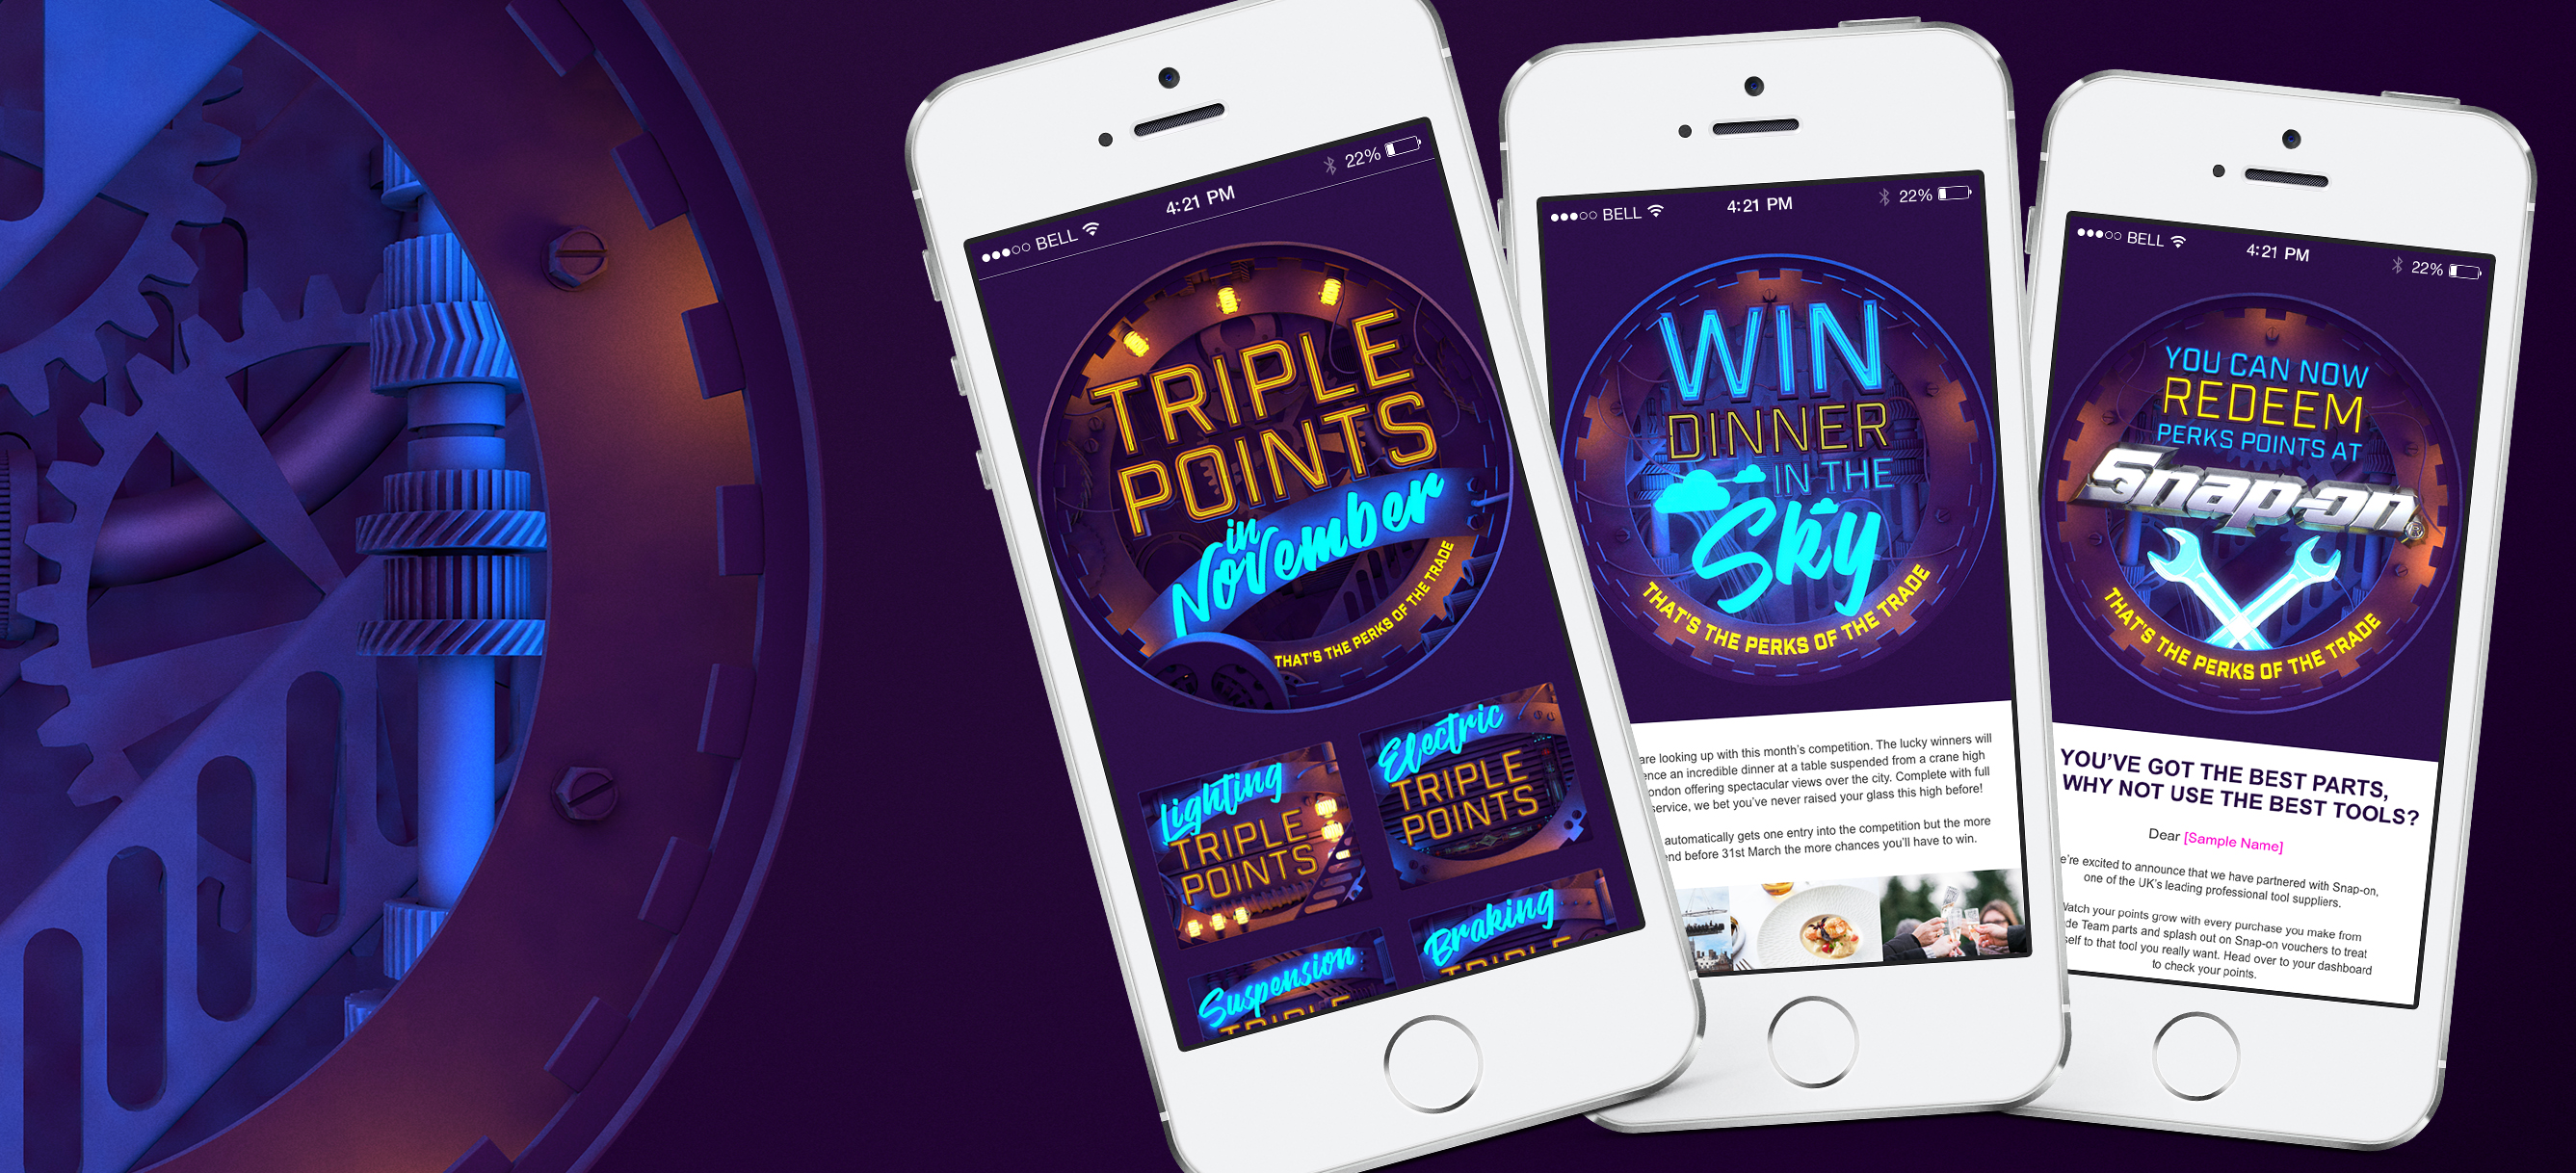 BELL
4:21 PM
22%
TRIPLE
POINTS
in
November
THAT'S THE PERKS OF THE TRADE
Lighting
TRIPLE
POINTS
Electric
TRIPLE
POINTS
Suspension
TRIPLE
Braking
TRIPLE
BELL
4:21 PM
22%
WIN
DINNER
IN THE
Sky
THAT'S THE PERKS OF THE TRADE
are looking up with this month's competition. The lucky winners will
an incredible dinner at a table suspended from a crane high
offering spectacular views over the city. Complete with full
service, we bet you've never raised your glass this high before!
automatically gets one entry into the competition but the more
before 31st March the more chances you'll have to win.
BELL
4:21 PM
22%
YOU CAN NOW
REDEEM
PERKS POINTS AT
Snap-on®
THAT'S THE PERKS OF THE TRADE
YOU'VE GOT THE BEST PARTS,
WHY NOT USE THE BEST TOOLS?
Dear [Sample Name]
excited to announce that we have partnered with Snap-on,
one of the UK's leading professional tool suppliers.
your points grow with every purchase you make from
Team parts and splash out on Snap-on vouchers to treat
to that tool you really want. Head over to your dashboard
to check your points.